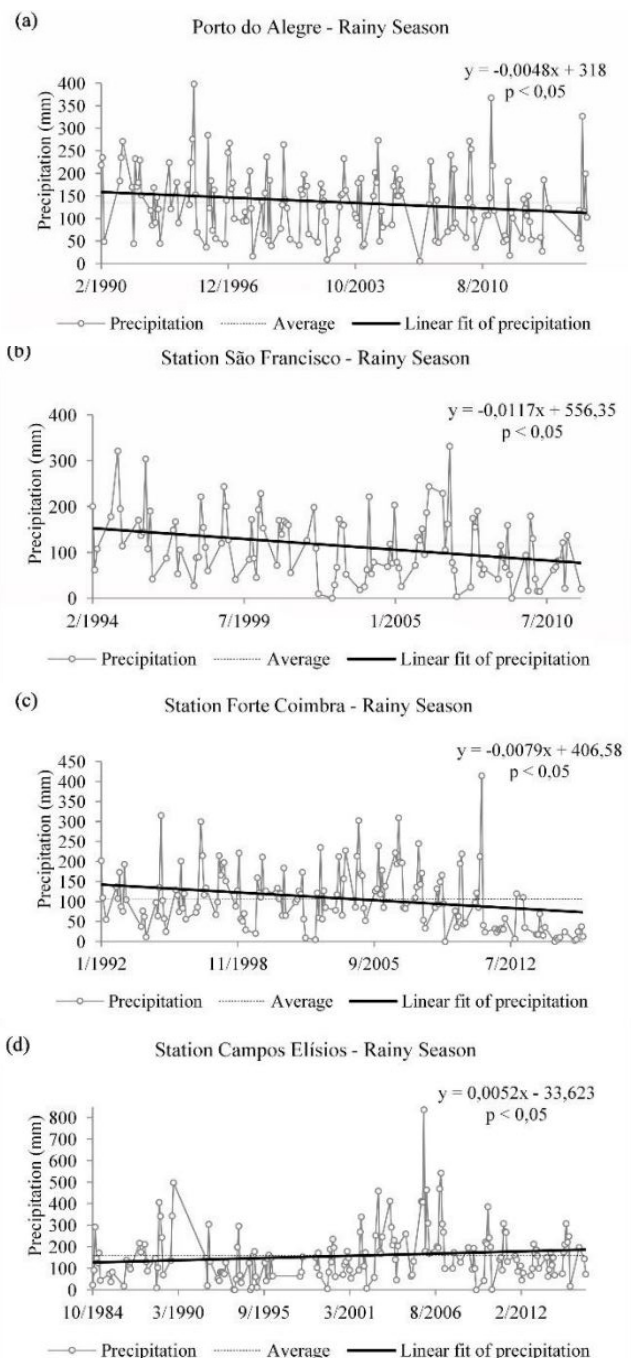 (a)
Porto do Alegre - Rainy Season
y = -0,0048x + 318
p < 0,05
Precipitation (mm)
400
350
300
250
200
150
100
50
0
2/1990 12/1996 10/2003 8/2010
Precipitation Average Linear fit of precipitation
(b)
Station São Francisco - Rainy Season
y = -0,0117x + 556,35
p < 0,05
Precipitation (mm)
400
300
200
100
0
2/1994 7/1999 1/2005 7/2010
Precipitation Average Linear fit of precipitation
(c)
Station Forte Coimbra - Rainy Season
y = -0,0079x + 406,58
p < 0,05
Precipitation (mm)
450
400
350
300
250
200
150
100
50
0
1/1992 11/1998 9/2005 7/2012
Precipitation Average Linear fit of precipitation
(d)
Station Campos Elísios - Rainy Season
y = 0,0052x - 33,623
p < 0,05
Precipitation (mm)
800
700
600
500
400
300
200
100
0
10/1984 3/1990 9/1995 3/2001 8/2006 2/2012
Precipitation Average Linear fit of precipitation